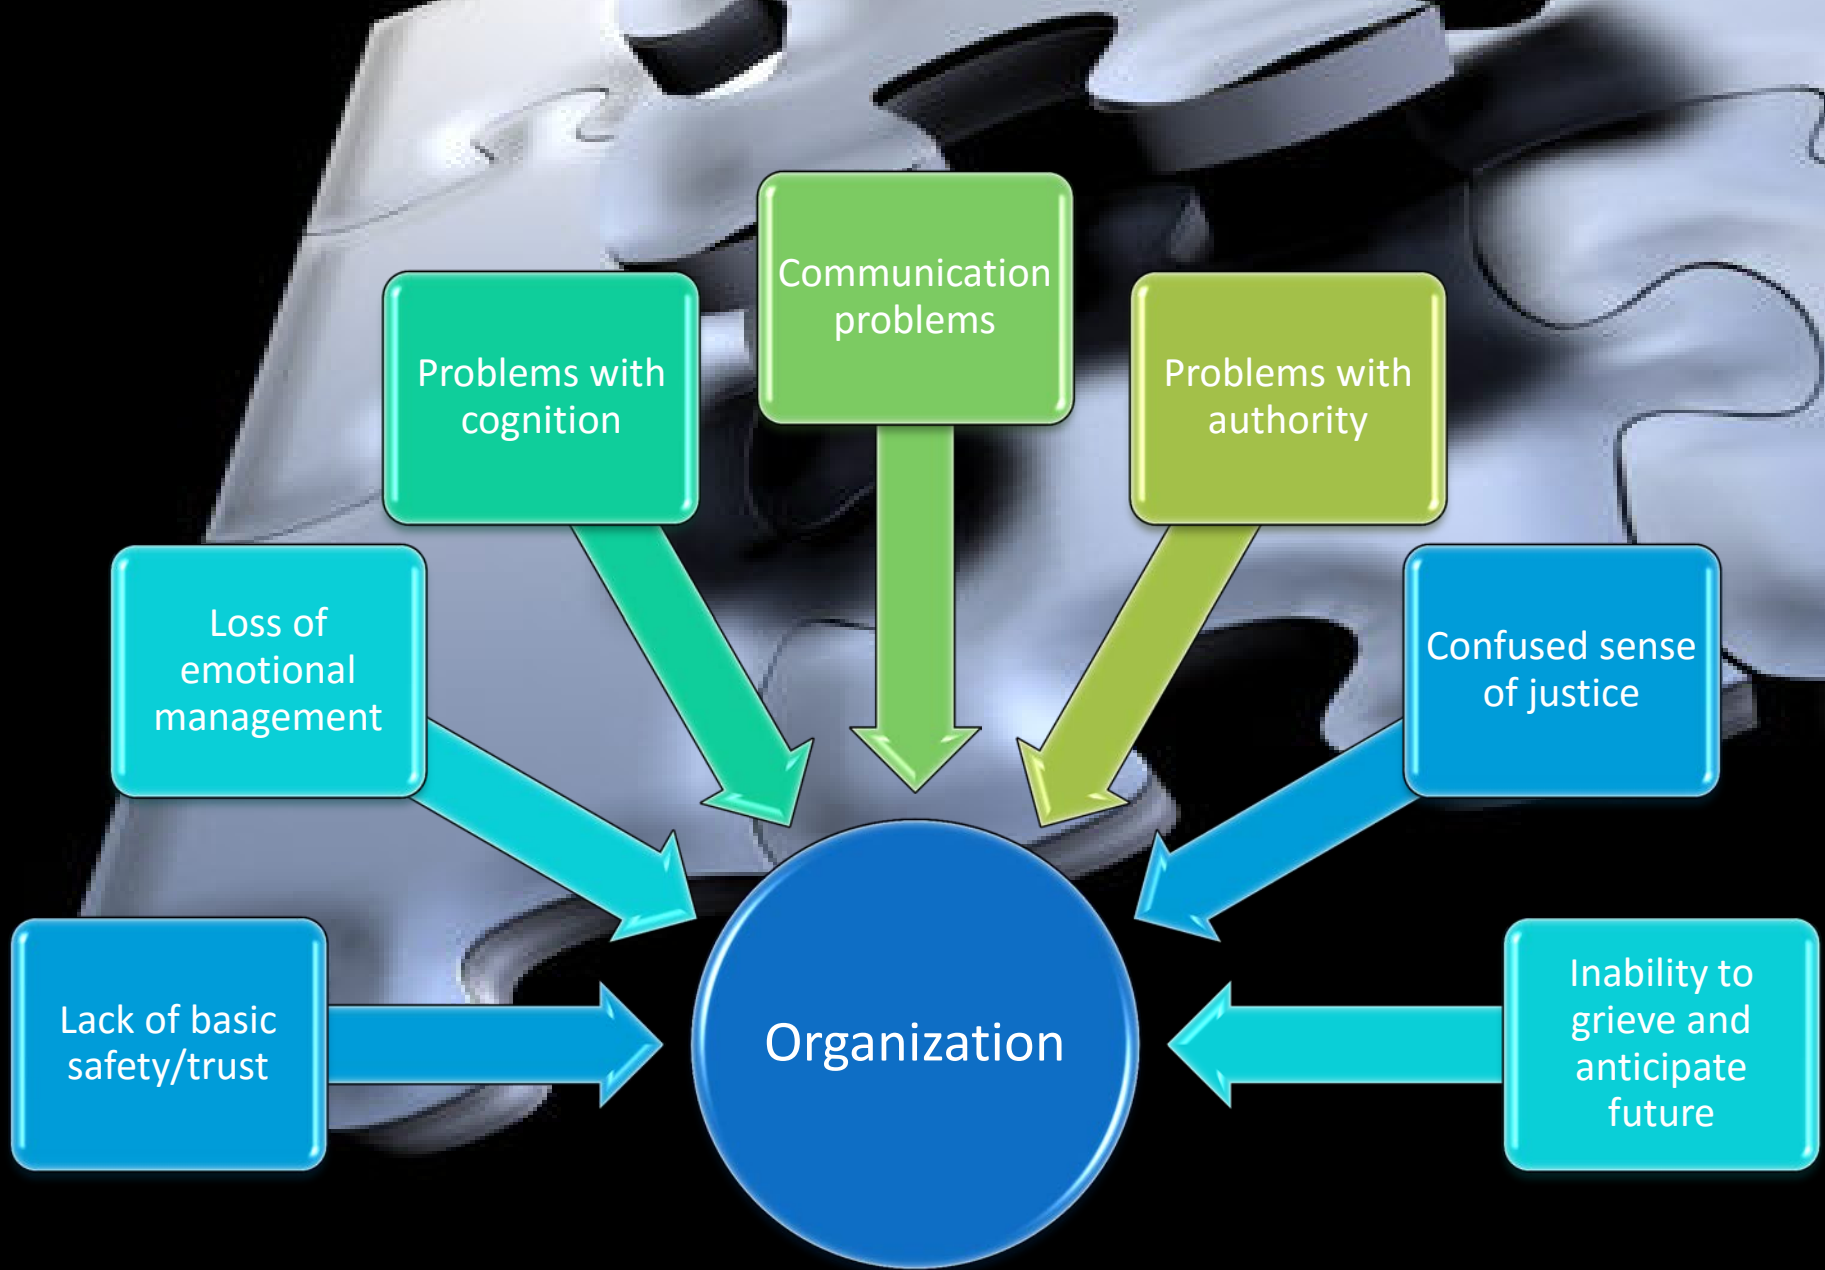 Communication
problems
Problems with
cognition
Problems with
authority
Loss of
emotional
management
Confused sense
of justice
Lack of basic
safety/trust
Organization
Inability to
grieve and
anticipate
future